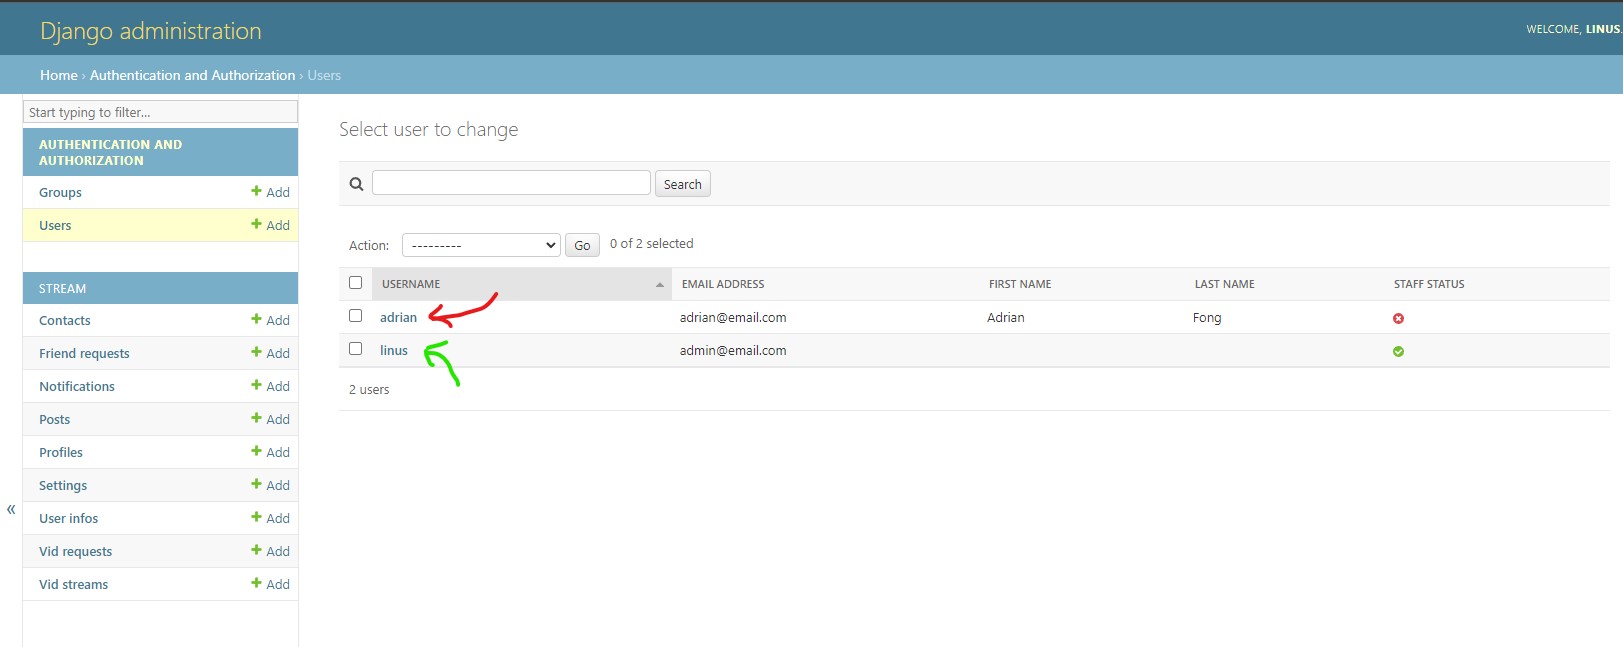 Django administration
WELCOME, LINUS.
Home › Authentication and Authorization › Users
Start typing to filter...
AUTHENTICATION AND
AUTHORIZATION
Groups + Add
Users + Add
STREAM
Contacts + Add
Friend requests + Add
Notifications + Add
Posts + Add
Profiles + Add
Settings + Add
User infos + Add
Vid requests + Add
Vid streams + Add
«
Select user to change
Search
Action: --------- Go 0 of 2 selected
USERNAME EMAIL ADDRESS FIRST NAME LAST NAME STAFF STATUS
adrian adrian@email.com Adrian Fong
linus admin@email.com
2 users